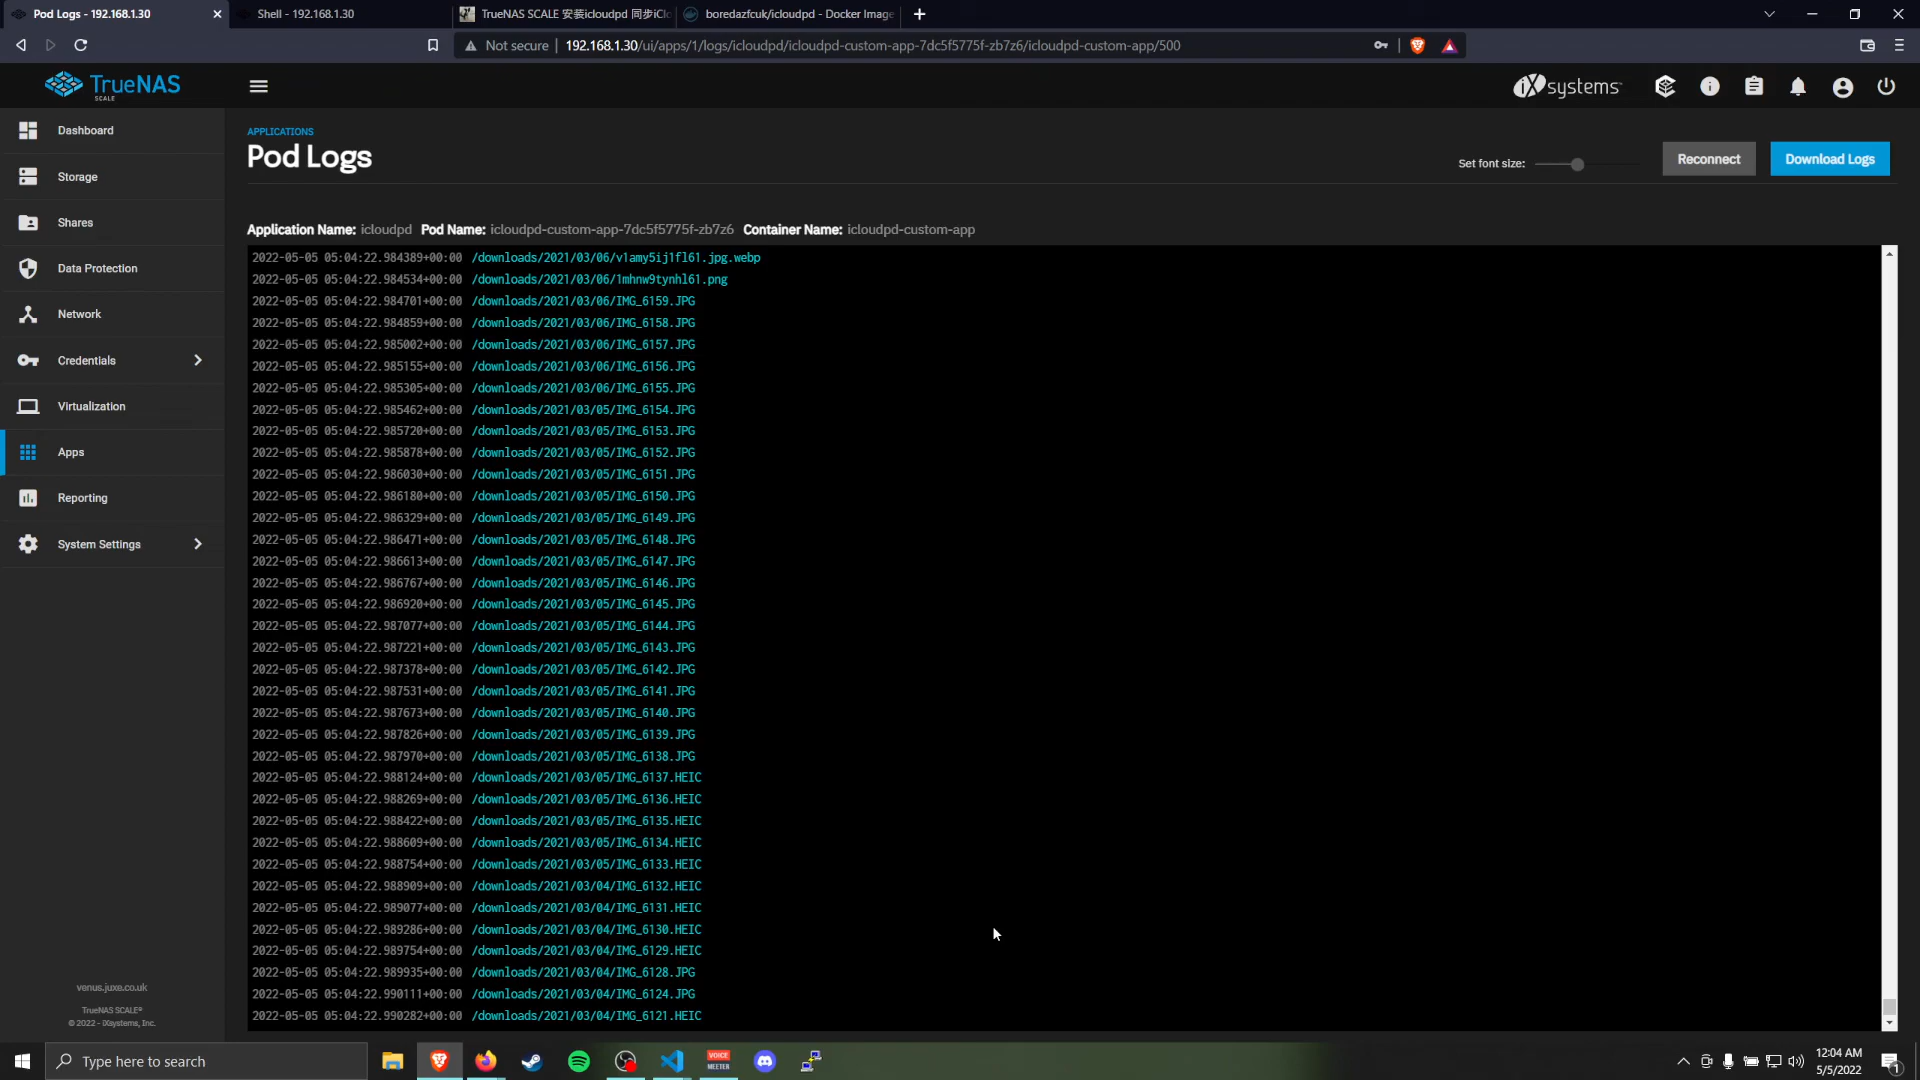 Pod Logs - 192.168.1.30
Shell - 192.168.1.30
TrueNAS SCALE 安装icloudpd 同步iClo
boredazfcuk/icloudpd - Docker Image
Not secure
192.168.1.30/ui/apps/1/logs/icloudpd/icloudpd-custom-app-7dc5f5775f-zb7z6/icloudpd-custom-app/500
TrueNAS
SCALE
iXsystems
Dashboard
Storage
Shares
Data Protection
Network
Credentials
Virtualization
Apps
Reporting
System Settings
venus.juxe.co.uk
TrueNAS SCALE®
© 2022 - iXsystems, Inc.
APPLICATIONS
Pod Logs
Set font size:
Reconnect
Download Logs
Application Name: icloudpd Pod Name: icloudpd-custom-app-7dc5f5775f-zb7z6 Container Name: icloudpd-custom-app
2022-05-05 05:04:22.984389+00:00 /downloads/2021/03/06/v1amy5ij1fl61.jpg.webp
2022-05-05 05:04:22.984534+00:00 /downloads/2021/03/06/1mhnw9tynhl61.png
2022-05-05 05:04:22.984701+00:00 /downloads/2021/03/06/IMG_6159.JPG
2022-05-05 05:04:22.984859+00:00 /downloads/2021/03/06/IMG_6158.JPG
2022-05-05 05:04:22.985002+00:00 /downloads/2021/03/06/IMG_6157.JPG
2022-05-05 05:04:22.985155+00:00 /downloads/2021/03/06/IMG_6156.JPG
2022-05-05 05:04:22.985305+00:00 /downloads/2021/03/06/IMG_6155.JPG
2022-05-05 05:04:22.985462+00:00 /downloads/2021/03/05/IMG_6154.JPG
2022-05-05 05:04:22.985720+00:00 /downloads/2021/03/05/IMG_6153.JPG
2022-05-05 05:04:22.985878+00:00 /downloads/2021/03/05/IMG_6152.JPG
2022-05-05 05:04:22.986030+00:00 /downloads/2021/03/05/IMG_6151.JPG
2022-05-05 05:04:22.986180+00:00 /downloads/2021/03/05/IMG_6150.JPG
2022-05-05 05:04:22.986329+00:00 /downloads/2021/03/05/IMG_6149.JPG
2022-05-05 05:04:22.986471+00:00 /downloads/2021/03/05/IMG_6148.JPG
2022-05-05 05:04:22.986613+00:00 /downloads/2021/03/05/IMG_6147.JPG
2022-05-05 05:04:22.986767+00:00 /downloads/2021/03/05/IMG_6146.JPG
2022-05-05 05:04:22.986920+00:00 /downloads/2021/03/05/IMG_6145.JPG
2022-05-05 05:04:22.987077+00:00 /downloads/2021/03/05/IMG_6144.JPG
2022-05-05 05:04:22.987221+00:00 /downloads/2021/03/05/IMG_6143.JPG
2022-05-05 05:04:22.987378+00:00 /downloads/2021/03/05/IMG_6142.JPG
2022-05-05 05:04:22.987531+00:00 /downloads/2021/03/05/IMG_6141.JPG
2022-05-05 05:04:22.987673+00:00 /downloads/2021/03/05/IMG_6140.JPG
2022-05-05 05:04:22.987826+00:00 /downloads/2021/03/05/IMG_6139.JPG
2022-05-05 05:04:22.987970+00:00 /downloads/2021/03/05/IMG_6138.JPG
2022-05-05 05:04:22.988124+00:00 /downloads/2021/03/05/IMG_6137.HEIC
2022-05-05 05:04:22.988269+00:00 /downloads/2021/03/05/IMG_6136.HEIC
2022-05-05 05:04:22.988422+00:00 /downloads/2021/03/05/IMG_6135.HEIC
2022-05-05 05:04:22.988609+00:00 /downloads/2021/03/05/IMG_6134.HEIC
2022-05-05 05:04:22.988754+00:00 /downloads/2021/03/05/IMG_6133.HEIC
2022-05-05 05:04:22.988909+00:00 /downloads/2021/03/04/IMG_6132.HEIC
2022-05-05 05:04:22.989077+00:00 /downloads/2021/03/04/IMG_6131.HEIC
2022-05-05 05:04:22.989286+00:00 /downloads/2021/03/04/IMG_6130.HEIC
2022-05-05 05:04:22.989754+00:00 /downloads/2021/03/04/IMG_6129.HEIC
2022-05-05 05:04:22.989935+00:00 /downloads/2021/03/04/IMG_6128.JPG
2022-05-05 05:04:22.990111+00:00 /downloads/2021/03/04/IMG_6124.JPG
2022-05-05 05:04:22.990282+00:00 /downloads/2021/03/04/IMG_6121.HEIC
Type here to search
VOICE
MEETER
12:04 AM
5/5/2022
1